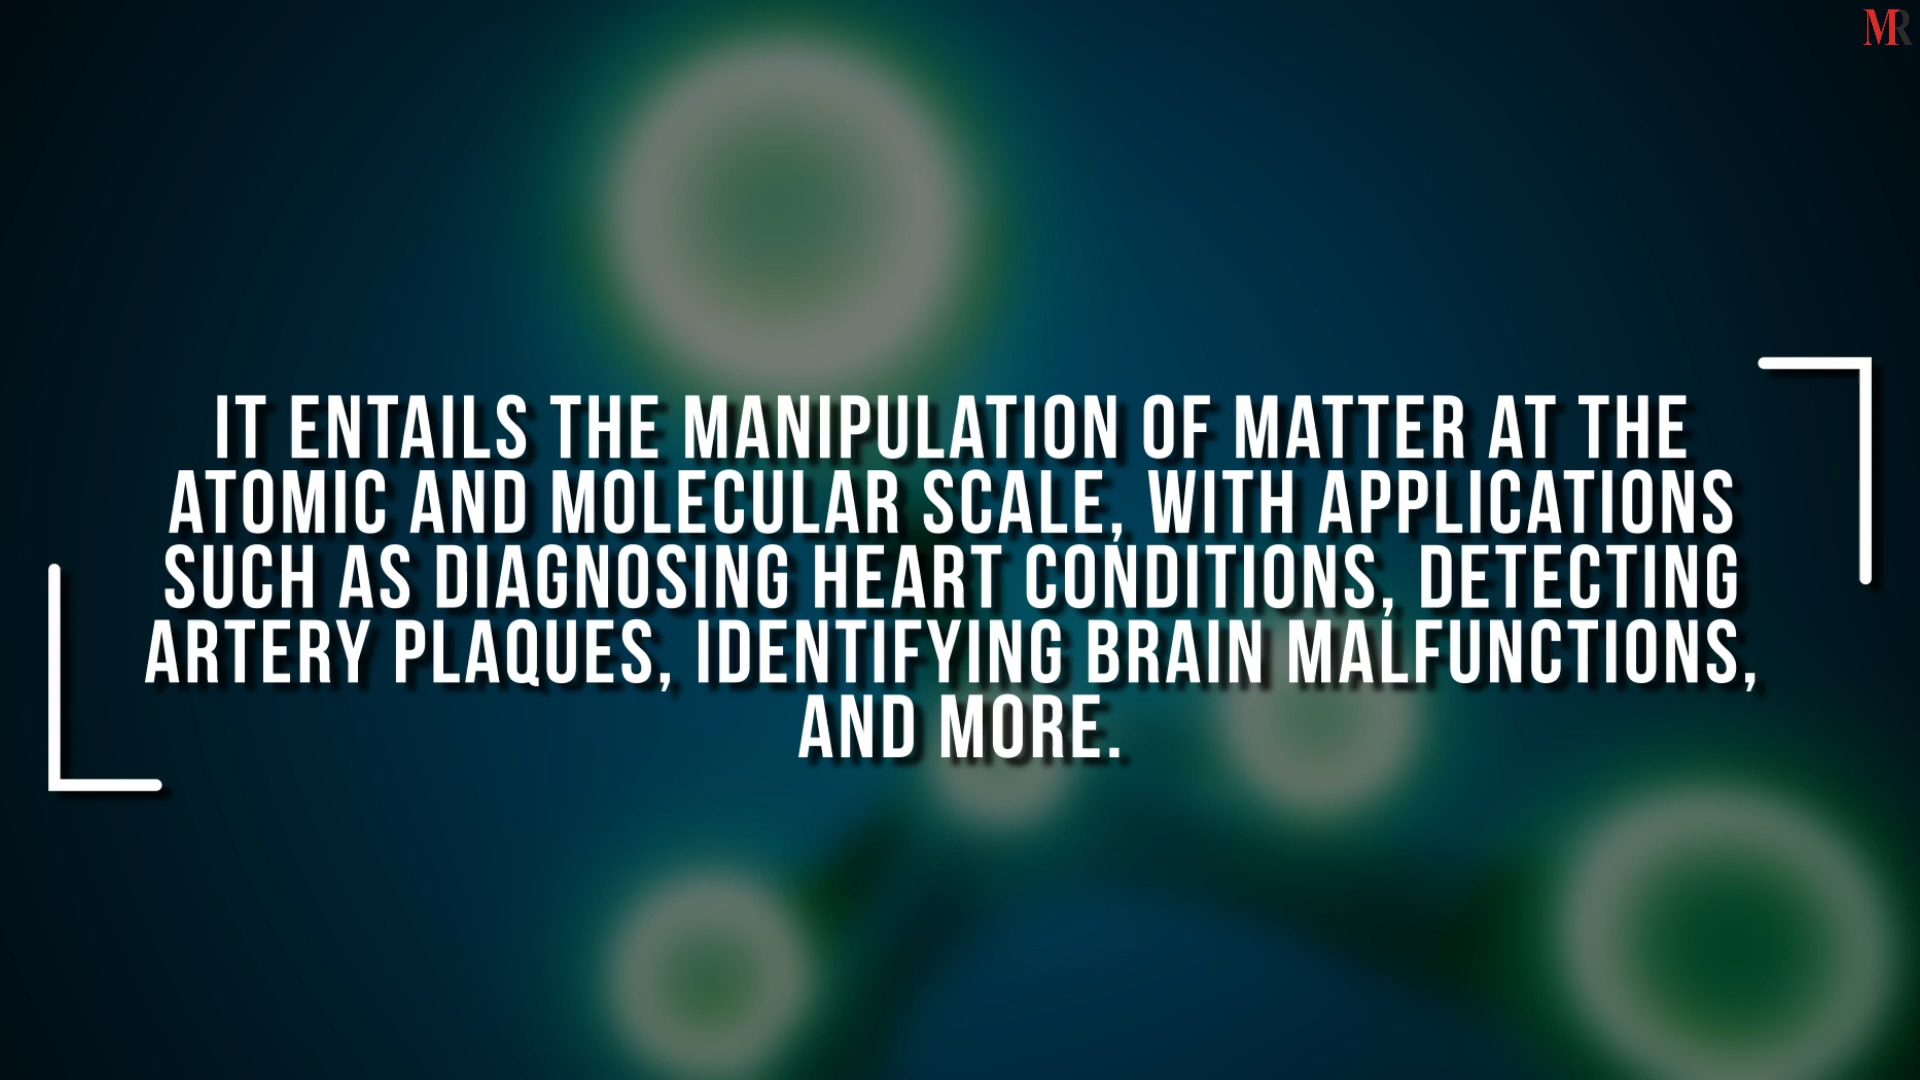 MR
IT ENTAILS THE MANIPULATION OF MATTER AT THE
ATOMIC AND MOLECULAR SCALE, WITH APPLICATIONS
SUCH AS DIAGNOSING HEART CONDITIONS, DETECTING
ARTERY PLAQUES, IDENTIFYING BRAIN MALFUNCTIONS,
AND MORE.